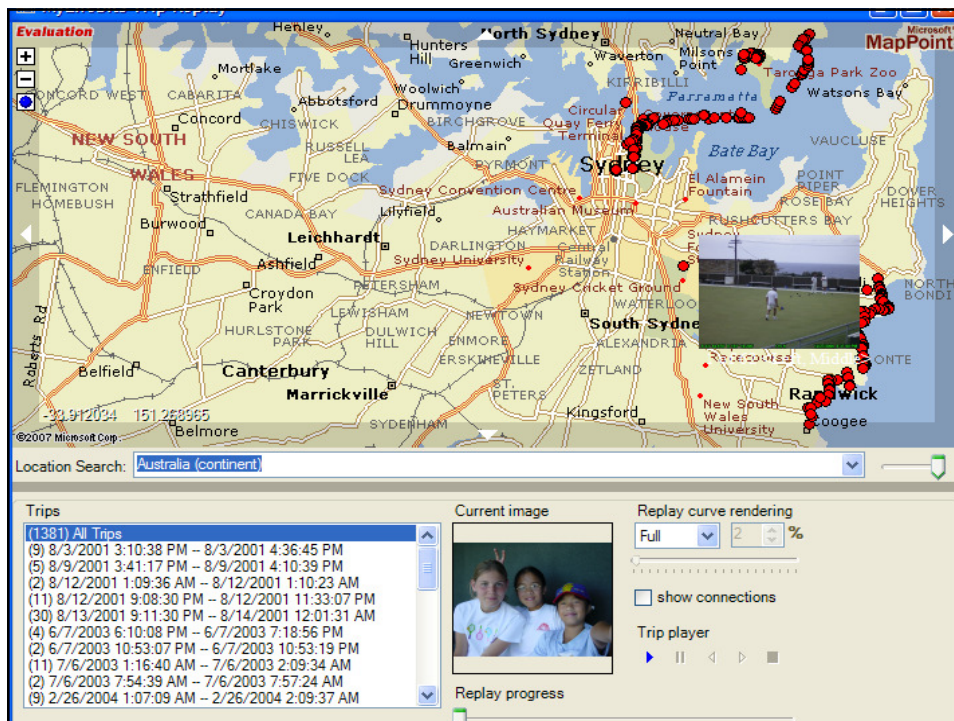 MyLifeBits Trip Replay
Evaluation
Microsoft®
MapPoint®
Henley
North Sydney
Neutral Bay
Hunters Hill
Greenwich
Waverton
Milsons Point
Mortlake
Woolwich
KIRRIBILLI
Taronga Park Zoo
CONCORD WEST
CABARITA
Abbotsford
Drummoyne
Circular Quay Ferry Terminal
Parramatta
Watsons Bay
Concord
CHISWICK
BIRCHGROVE
NEW SOUTH WALES
RUSSELL LEA
Balmain
Bate Bay
VAUCLUSE
PYRMONT
Sydney
FLEMINGTON
HOMEBUSH
Strathfield
FIVE DOCK
Sydney Convention Centre
El Alamein Fountain
POINT PIPER
ROSE BAY
DOVER HEIGHTS
Burwood
CANADA BAY
Lilyfield
Australian Museum
RUSHCUTTERS BAY
Leichhardt
DARLINGTON
HAYMARKET
Sydney
Ashfield
Sydney University
Central Railway Station
ENFIELD
Croydon Park
PETERSHAM
Sydney Cricket Ground
NORTH BONDI
LEWISHAM
NEWTOWN
WATERLOO
HURLSTONE PARK
DULWICH HILL
South Sydney
ENMORE
ALEXANDRIA
Roberts Rd
Belfield
Canterbury
ERSKINEVILLE
Racecourse
ZETLAND
Marrickville
ST. PETERS
Randwick
-33.912034 151.268965
SYDENHAM
Kingsford
New South Wales University
Coogee
©2007 Microsoft Corp.
Belmore
Location Search: Australia (continent)
Trips
(1381) All Trips
(9) 8/3/2001 3:10:38 PM -- 8/3/2001 4:36:45 PM
(5) 8/9/2001 3:41:17 PM -- 8/9/2001 4:10:39 PM
(2) 8/12/2001 1:09:36 AM -- 8/12/2001 1:10:23 AM
(11) 8/12/2001 9:08:30 PM -- 8/12/2001 11:33:07 PM
(30) 8/13/2001 9:11:30 PM -- 8/14/2001 12:01:31 AM
(4) 6/7/2003 6:10:08 PM -- 6/7/2003 7:18:56 PM
(2) 6/7/2003 10:53:07 PM -- 6/7/2003 10:53:19 PM
(11) 7/6/2003 1:16:40 AM -- 7/6/2003 2:09:34 AM
(2) 7/6/2003 7:54:39 AM -- 7/6/2003 7:57:24 AM
(9) 2/26/2004 1:07:09 AM -- 2/26/2004 2:09:37 AM
Current image
Replay curve rendering
Full
2 %
show connections
Trip player
Replay progress